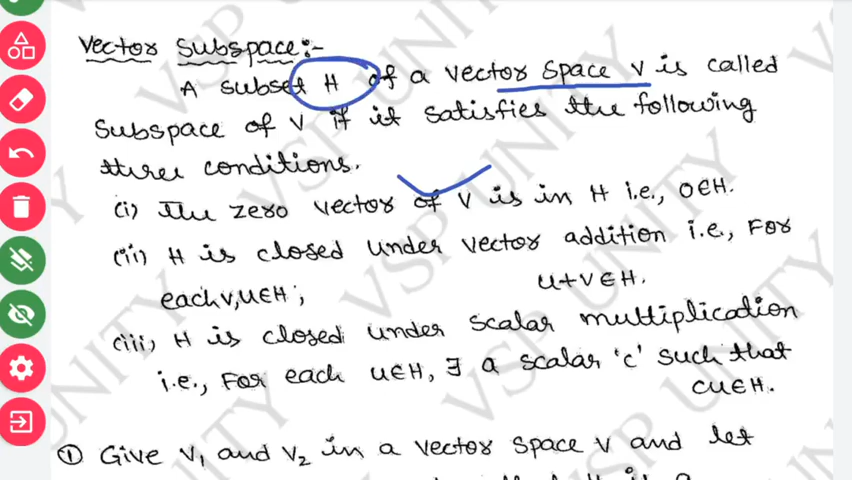 Vector Subspace:-
A subset H of a vector space V is called
subspace of V if it satisfies the following
three conditions.
(i) The zero vector of V is in H i.e., 0∈H.
(ii) H is closed under vector addition i.e., For
each v,u∈H; u+v∈H.
(iii) H is closed under scalar multiplication
i.e., For each u∈H, ∃ a scalar 'c' such that
cu∈H.
① Give V₁ and V₂ in a vector space V and let
VSP UNITY